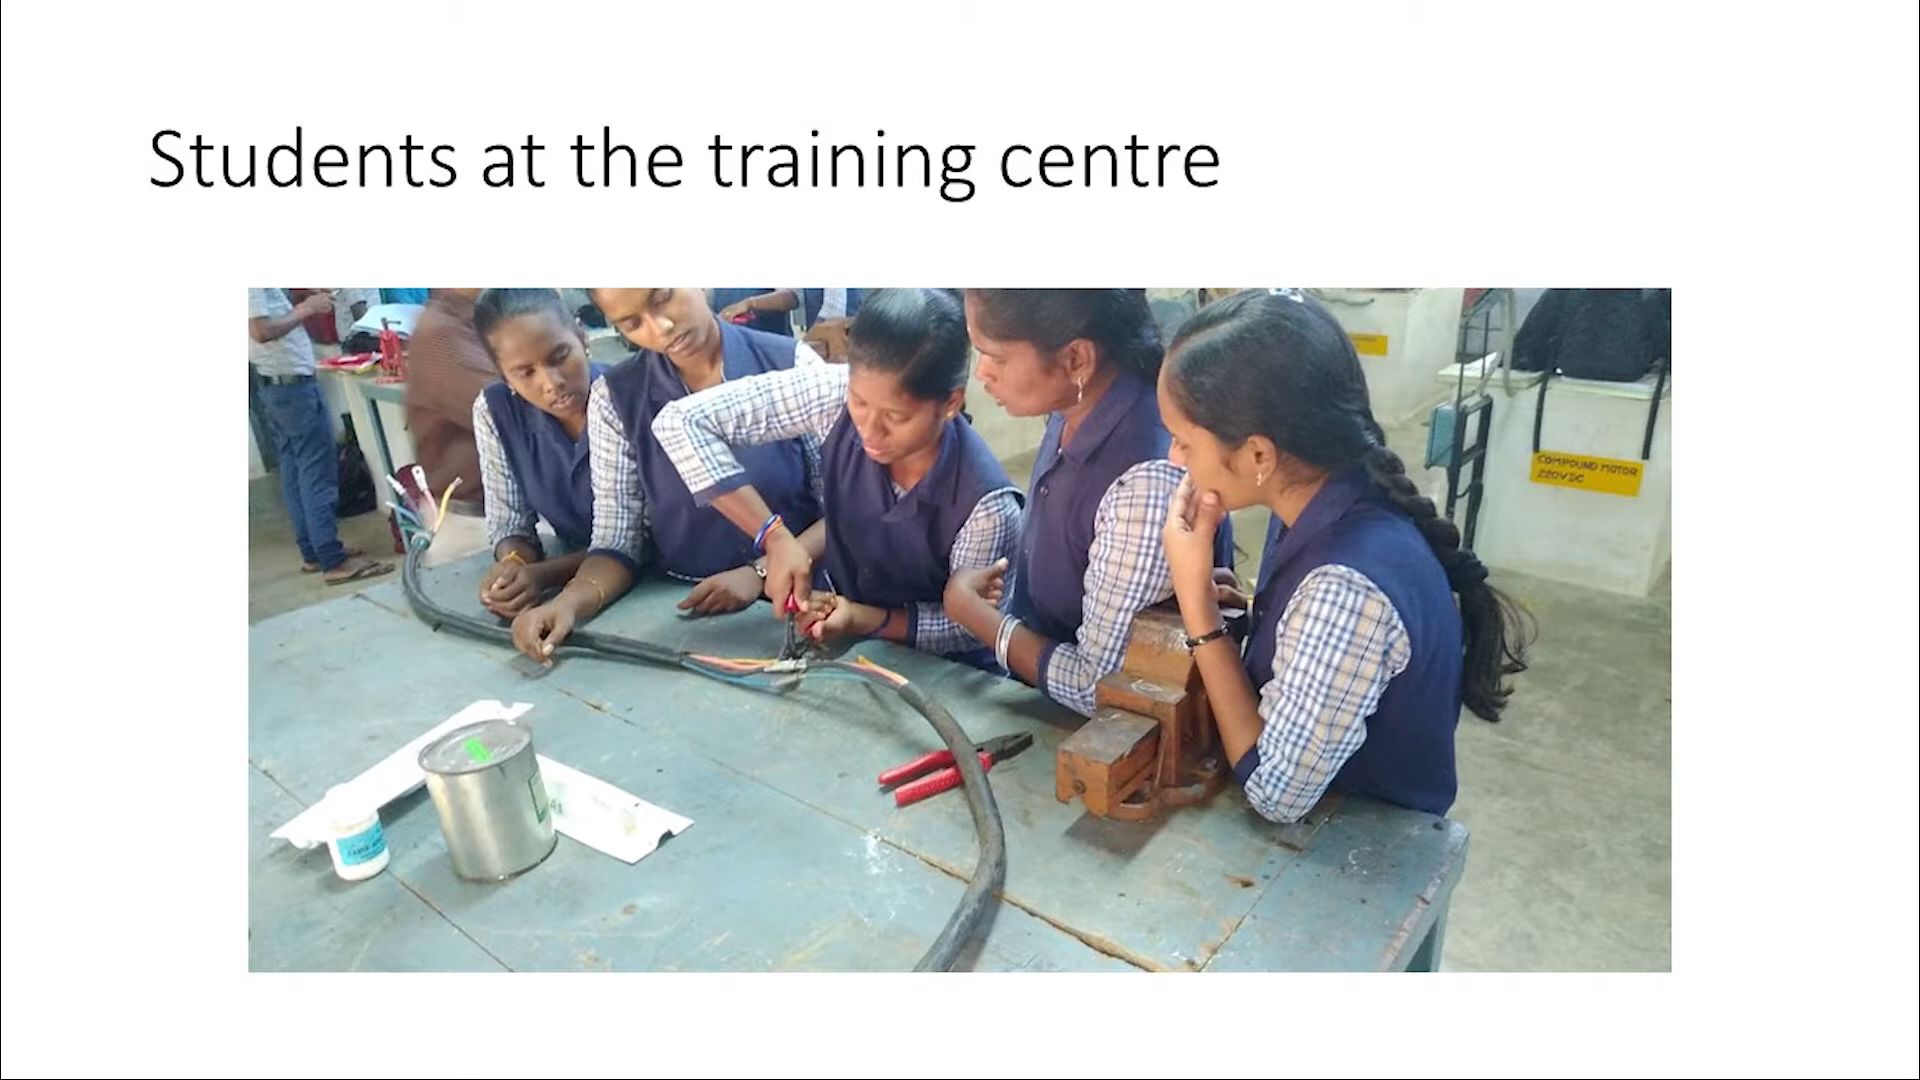 Students at the training centre
COMPOUND MOTOR
220V DC